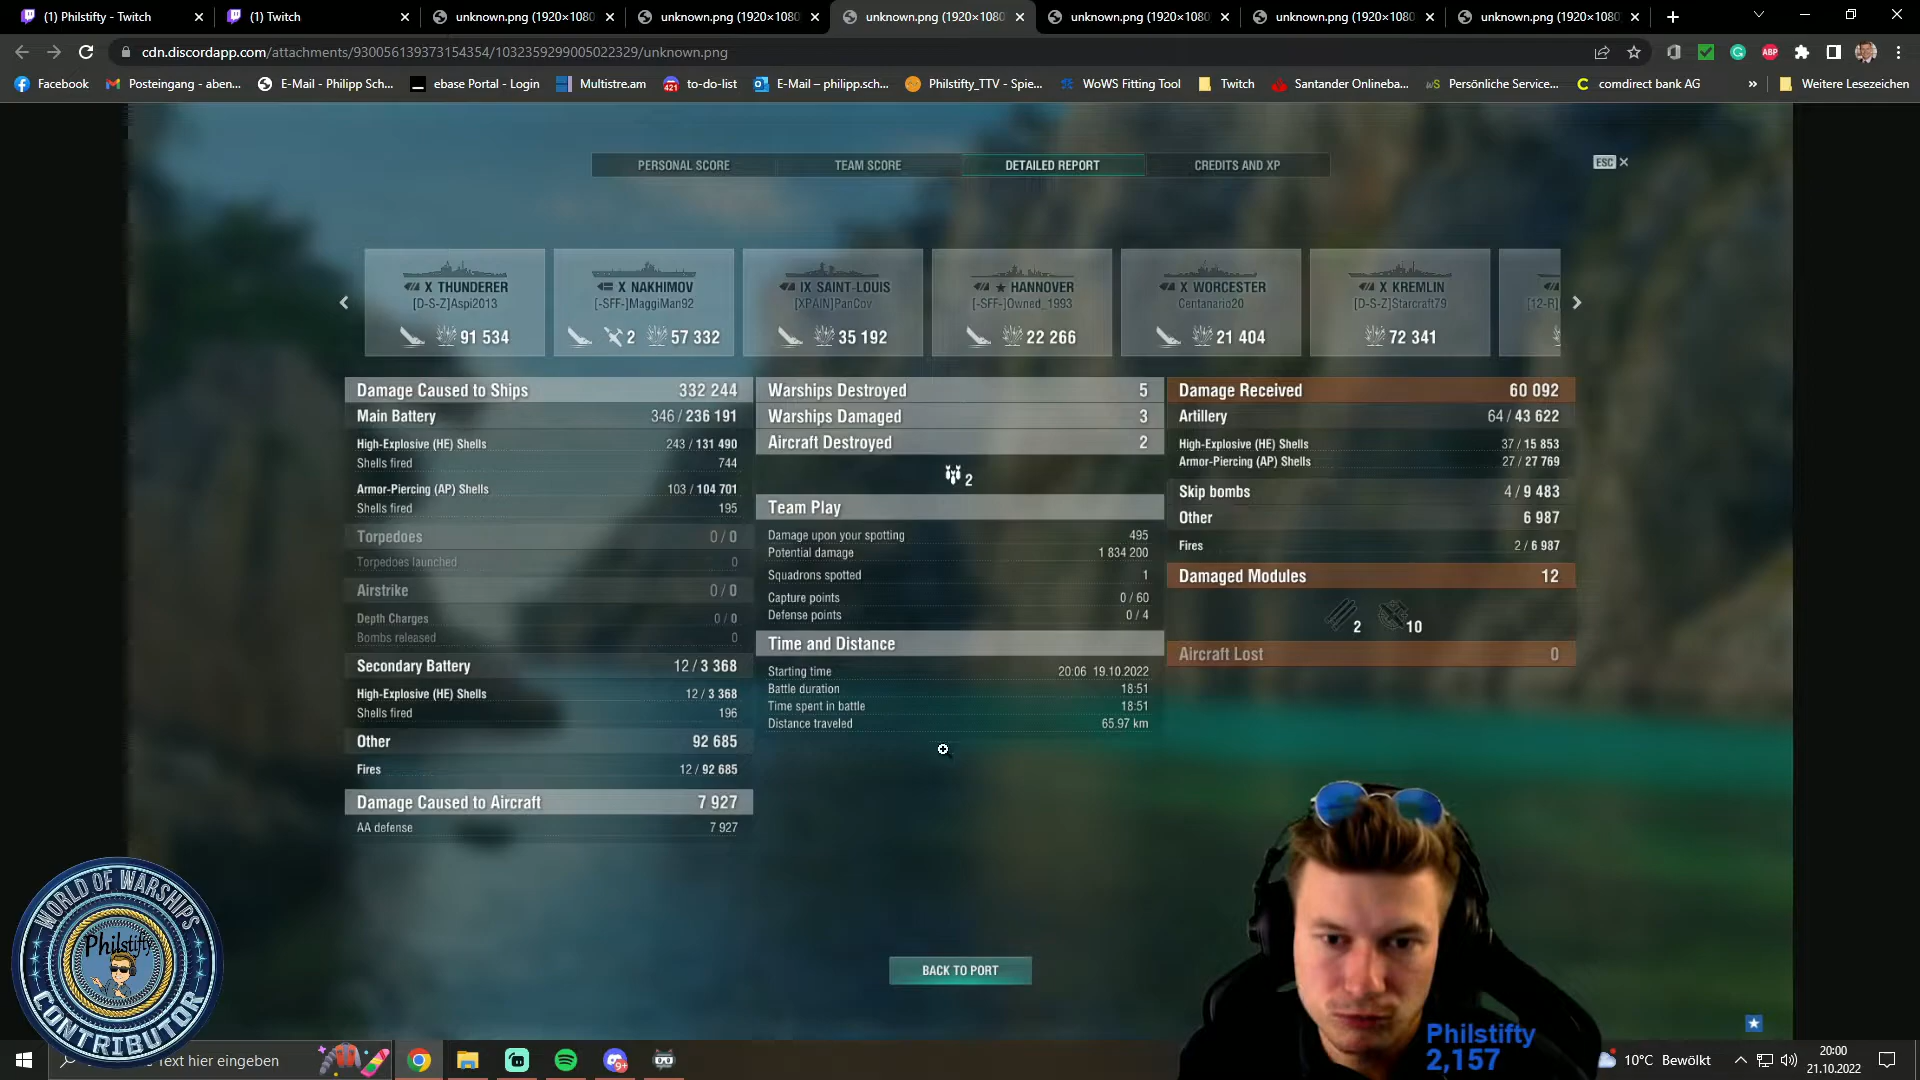 (1) Philstifty - Twitch
(1) Twitch
unknown.png (1920×1080
unknown.png (1920×1080
unknown.png (1920×1080
unknown.png (1920×1080
unknown.png (1920×1080
unknown.png (1920×1080
cdn.discordapp.com/attachments/930056139373154354/1032359299005022329/unknown.png
ABP
Facebook
Posteingang - aben...
E-Mail - Philipp Sch...
ebase Portal - Login
Multistre.am
421
to-do-list
E-Mail – philipp.sch...
Philstifty_TTV - Spie...
WoWS Fitting Tool
Twitch
Santander Onlineba...
wS Persönliche Service...
comdirect bank AG
»
Weitere Lesezeichen
PERSONAL SCORE
TEAM SCORE
DETAILED REPORT
CREDITS AND XP
ESC ×
X THUNDERER
[D-S-Z]Aspi2013
91 534
X NAKHIMOV
[-SFF-]MaggiMan92
2 57 332
IX SAINT-LOUIS
[XPAIN]PanCov
35 192
★ HANNOVER
[-SFF-]Owned_1993
22 266
X WORCESTER
Centanario20
21 404
X KREMLIN
[D-S-Z]Starcraft79
72 341
[12-R]
Damage Caused to Ships 332 244
Main Battery 346 / 236 191
High-Explosive (HE) Shells 243 / 131 490
Shells fired 744
Armor-Piercing (AP) Shells 103 / 104 701
Shells fired 195
Torpedoes 0 / 0
Torpedoes launched 0
Airstrike 0 / 0
Depth Charges 0 / 0
Bombs released 0
Secondary Battery 12 / 3 368
High-Explosive (HE) Shells 12 / 3 368
Shells fired 196
Other 92 685
Fires 12 / 92 685
Damage Caused to Aircraft 7 927
AA defense 7 927
Warships Destroyed 5
Warships Damaged 3
Aircraft Destroyed 2
2
Team Play
Damage upon your spotting 495
Potential damage 1 834 200
Squadrons spotted 1
Capture points 0 / 60
Defense points 0 / 4
Time and Distance
Starting time 20:06 19.10.2022
Battle duration 18:51
Time spent in battle 18:51
Distance traveled 65.97 km
Damage Received 60 092
Artillery 64 / 43 622
High-Explosive (HE) Shells 37 / 15 853
Armor-Piercing (AP) Shells 27 / 27 769
Skip bombs 4 / 9 483
Other 6 987
Fires 2 / 6 987
Damaged Modules 12
2 10
Aircraft Lost 0
BACK TO PORT
WORLD OF WARSHIPS
Philstifty
CONTRIBUTOR
Philstifty
2,157
Text hier eingeben
9+
10°C Bewölkt
20:00
21.10.2022